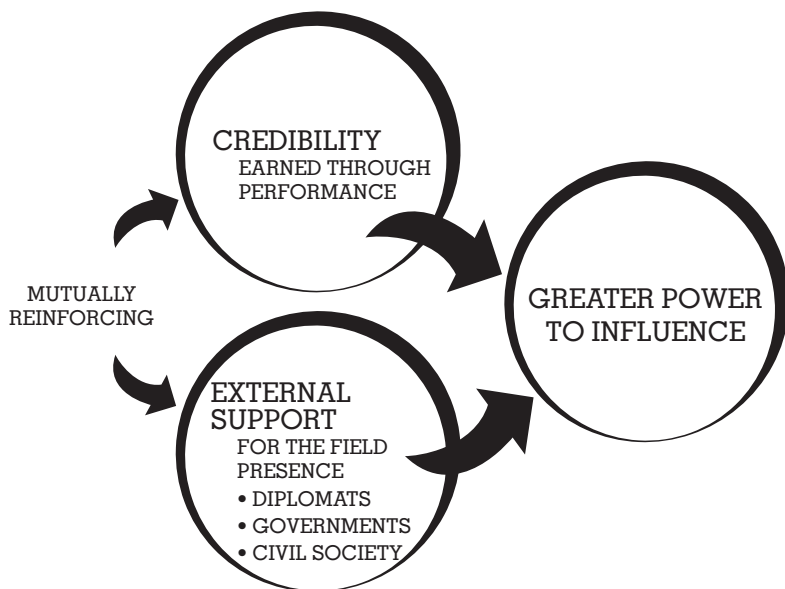 CREDIBILITY
EARNED THROUGH
PERFORMANCE
MUTUALLY
REINFORCING
GREATER POWER
TO INFLUENCE
EXTERNAL
SUPPORT
FOR THE FIELD
PRESENCE
• DIPLOMATS
• GOVERNMENTS
• CIVIL SOCIETY